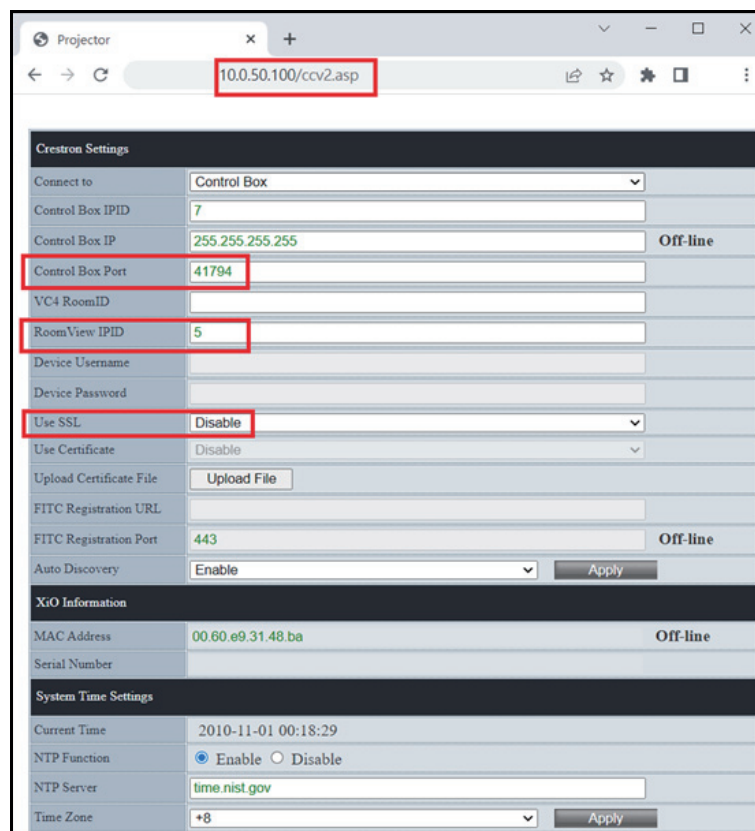 Projector
10.0.50.100/ccv2.asp
Crestron Settings
Connect to Control Box
Control Box IPID 7
Control Box IP 255.255.255.255 Off-line
Control Box Port 41794
VC4 RoomID
RoomView IPID 5
Device Username
Device Password
Use SSL Disable
Use Certificate Disable
Upload Certificate File Upload File
FITC Registration URL
FITC Registration Port 443 Off-line
Auto Discovery Enable Apply
XiO Information
MAC Address 00.60.e9.31.48.ba Off-line
Serial Number
System Time Settings
Current Time 2010-11-01 00:18:29
NTP Function Enable Disable
NTP Server time.nist.gov
Time Zone +8 Apply